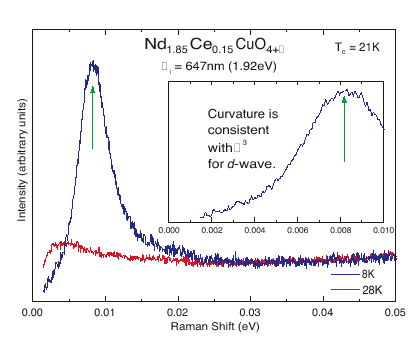 Nd1.85Ce0.15CuO4+▯
Tc = 21K
▯i = 647nm (1.92eV)
Curvature is
consistent
with▯3
for d-wave.
0.000 0.002 0.004 0.006 0.008 0.010
Intensity (arbitrary units)
8K
28K
0.00 0.01 0.02 0.03 0.04 0.05
Raman Shift (eV)